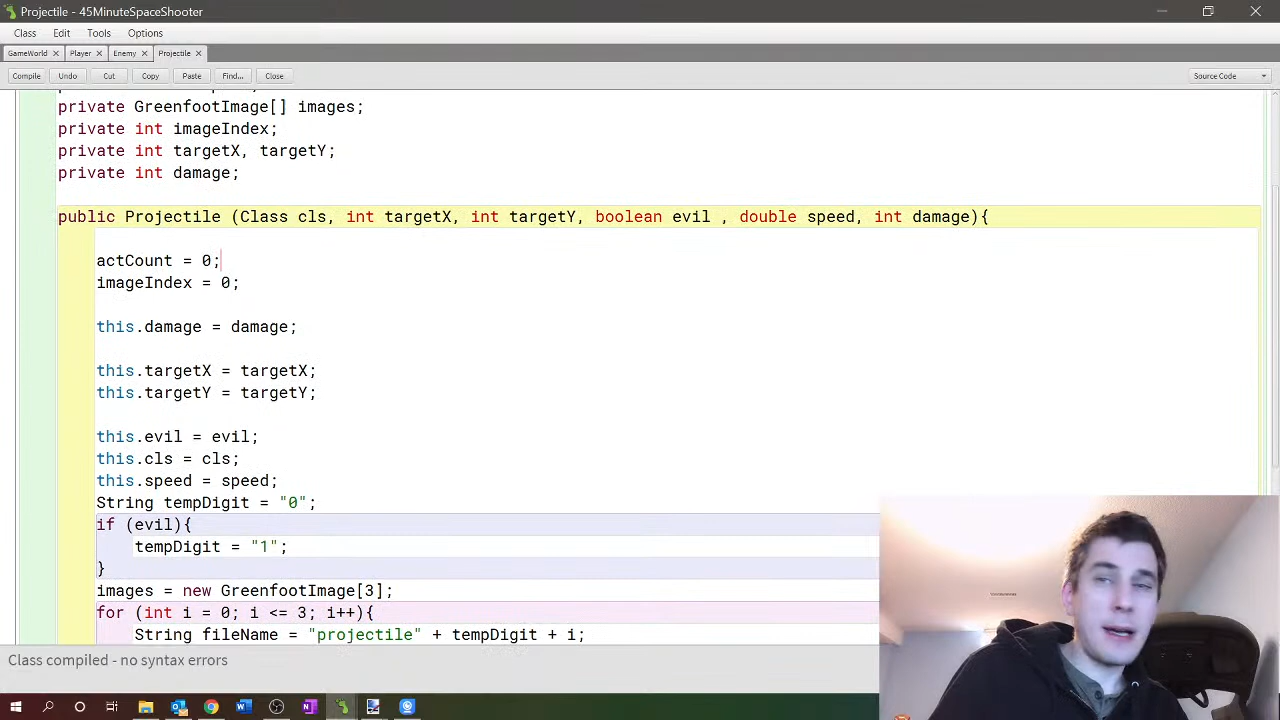 Projectile - 45MinuteSpaceShooter
Class Edit Tools Options
GameWorld Player Enemy Projectile
Compile Undo Cut Copy Paste Find... Close Source Code
private GreenfootImage[] images;
private int imageIndex;
private int targetX, targetY;
private int damage;
public Projectile (Class cls, int targetX, int targetY, boolean evil , double speed, int damage){
actCount = 0;
imageIndex = 0;
this.damage = damage;
this.targetX = targetX;
this.targetY = targetY;
this.evil = evil;
this.cls = cls;
this.speed = speed;
String tempDigit = "0";
if (evil){
tempDigit = "1";
}
images = new GreenfootImage[3];
for (int i = 0; i <= 3; i++){
String fileName = "projectile" + tempDigit + i;
Class compiled - no syntax errors